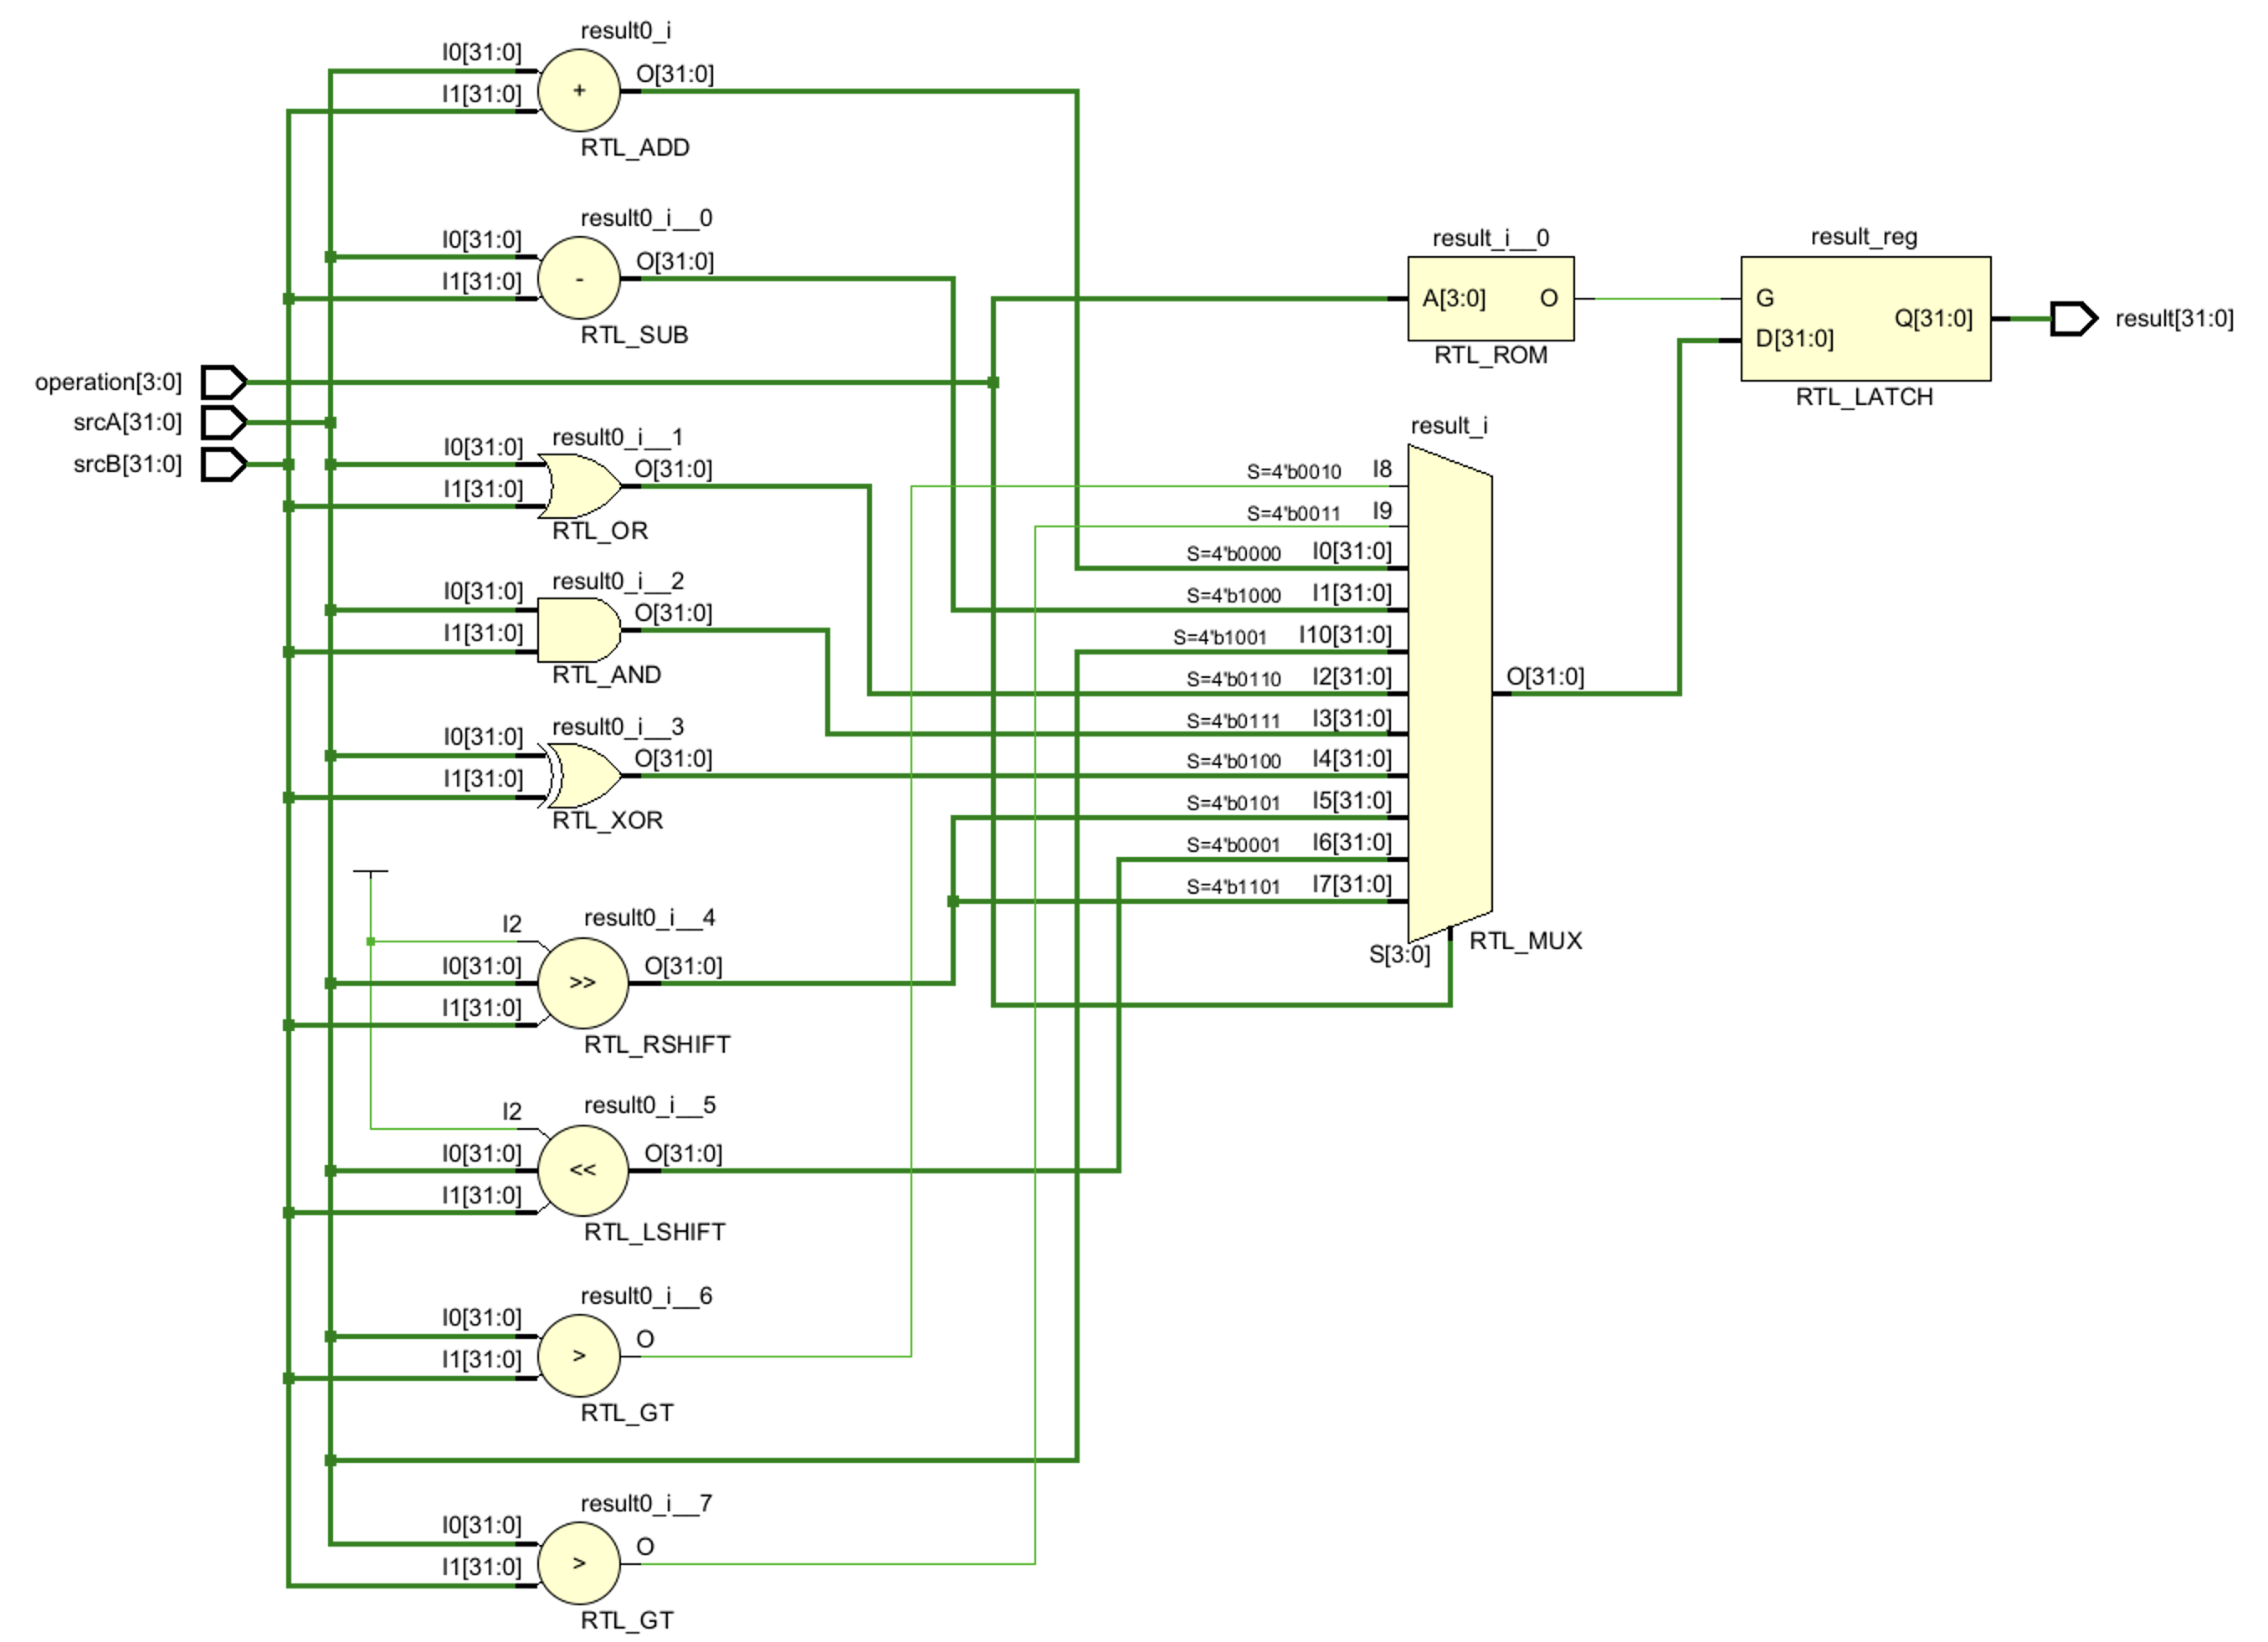 result0_i
I0[31:0]
I1[31:0]
+
O[31:0]
RTL_ADD
result0_i__0
I0[31:0]
I1[31:0]
-
O[31:0]
RTL_SUB
operation[3:0]
srcA[31:0]
srcB[31:0]
result0_i__1
I0[31:0]
I1[31:0]
O[31:0]
RTL_OR
result0_i__2
I0[31:0]
I1[31:0]
O[31:0]
RTL_AND
result0_i__3
I0[31:0]
I1[31:0]
O[31:0]
RTL_XOR
result0_i__4
I2
I0[31:0]
I1[31:0]
>>
O[31:0]
RTL_RSHIFT
result0_i__5
I2
I0[31:0]
I1[31:0]
<<
O[31:0]
RTL_LSHIFT
result0_i__6
I0[31:0]
I1[31:0]
>
O
RTL_GT
result0_i__7
I0[31:0]
I1[31:0]
>
O
RTL_GT
result_i__0
A[3:0] O
RTL_ROM
result_reg
G
D[31:0]
Q[31:0]
RTL_LATCH
result[31:0]
result_i
S=4'b0010 I8
S=4'b0011 I9
S=4'b0000 I0[31:0]
S=4'b1000 I1[31:0]
S=4'b1001 I10[31:0]
S=4'b0110 I2[31:0]
S=4'b0111 I3[31:0]
S=4'b0100 I4[31:0]
S=4'b0101 I5[31:0]
S=4'b0001 I6[31:0]
S=4'b1101 I7[31:0]
O[31:0]
S[3:0]
RTL_MUX